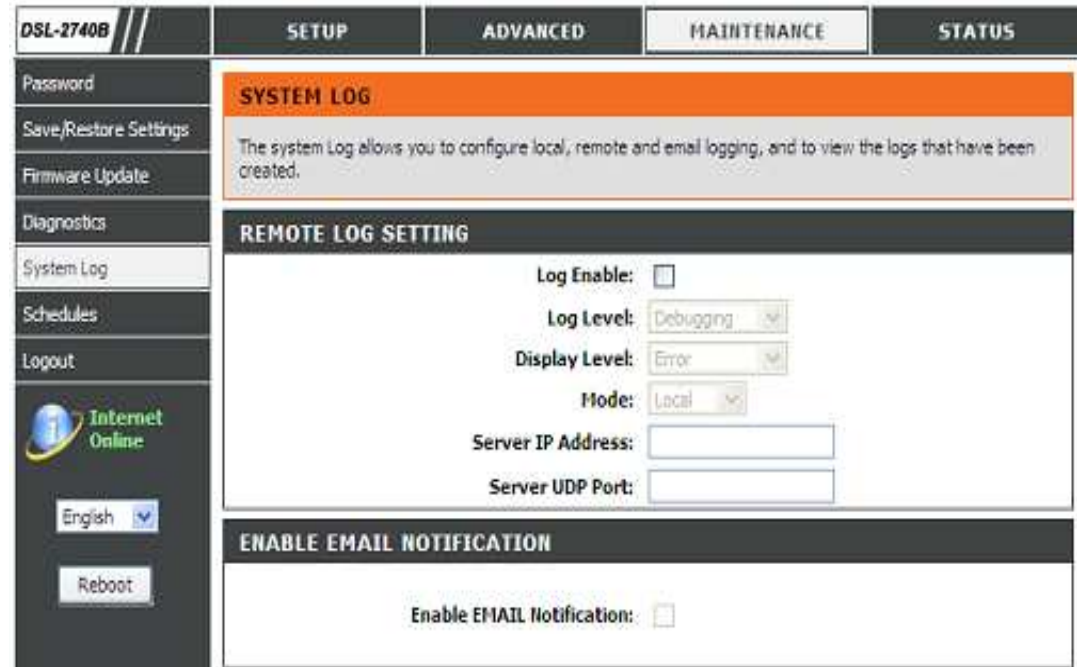 DSL-2740B
SETUP
ADVANCED
MAINTENANCE
STATUS
Password
Save/Restore Settings
Firmware Update
Diagnostics
System Log
Schedules
Logout
Internet
Online
English
Reboot
SYSTEM LOG
The system Log allows you to configure local, remote and email logging, and to view the logs that have been
created.
REMOTE LOG SETTING
Log Enable:
Log Level: Debugging
Display Level: Error
Mode: Local
Server IP Address:
Server UDP Port:
ENABLE EMAIL NOTIFICATION
Enable EMAIL Notification: